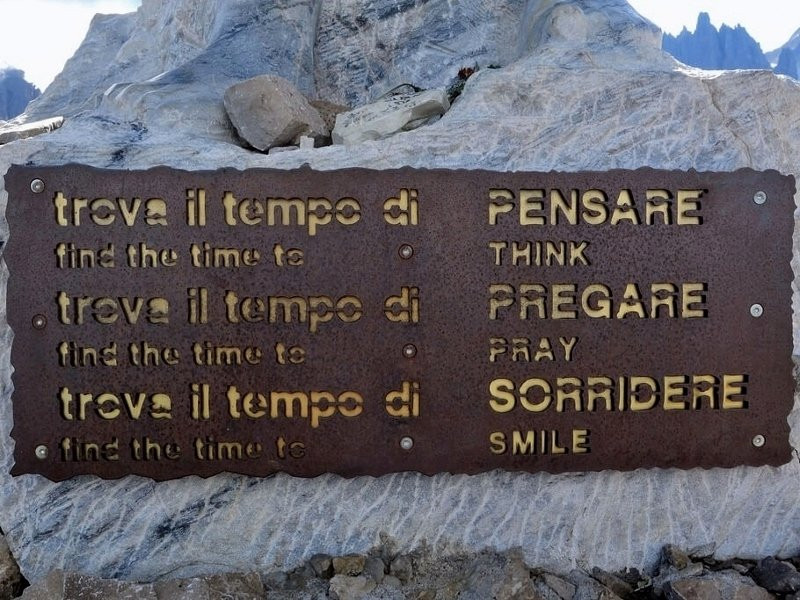 trova il tempo di PENSARE
find the time to THINK
trova il tempo di PREGARE
find the time to PRAY
trova il tempo di SORRIDERE
find the time to SMILE